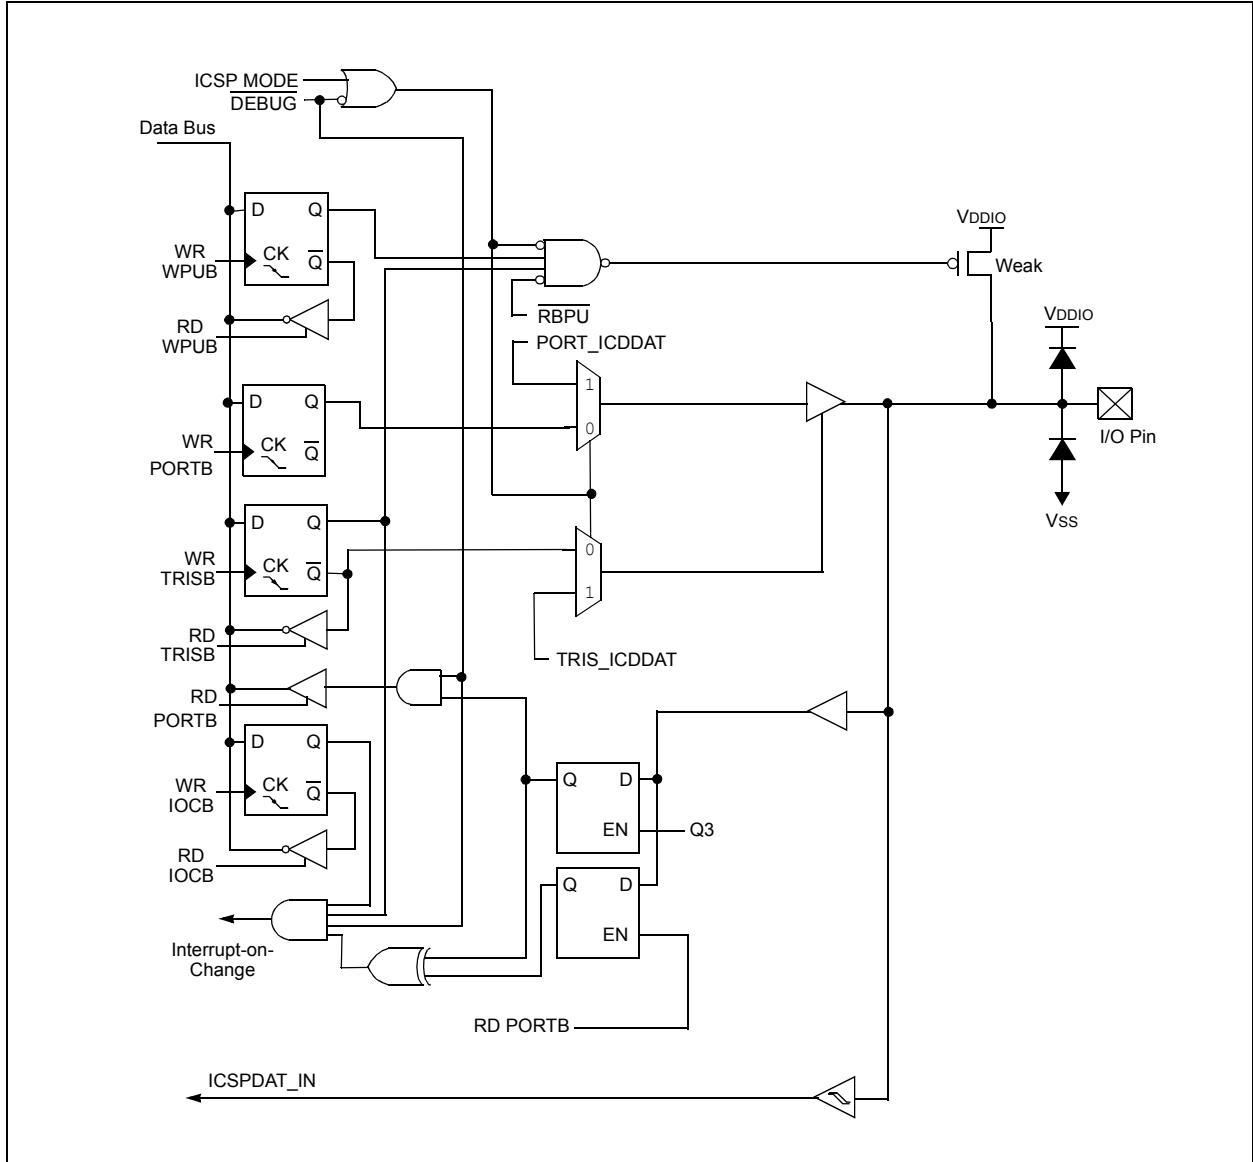 ICSP MODE
DEBUG
Data Bus
D Q
CK Q
WR
WPUB
RD
WPUB
VDDIO
Weak
RBPU
PORT_ICDDAT
1
0
VDDIO
I/O Pin
VSS
D Q
CK Q
WR
PORTB
D Q
CK Q
WR
TRISB
0
1
RD
TRISB
TRIS_ICDDAT
RD
PORTB
D Q
CK Q
WR
IOCB
Q D
EN
Q3
RD
IOCB
Q D
EN
Interrupt-on-
Change
RD PORTB
ICSPDAT_IN